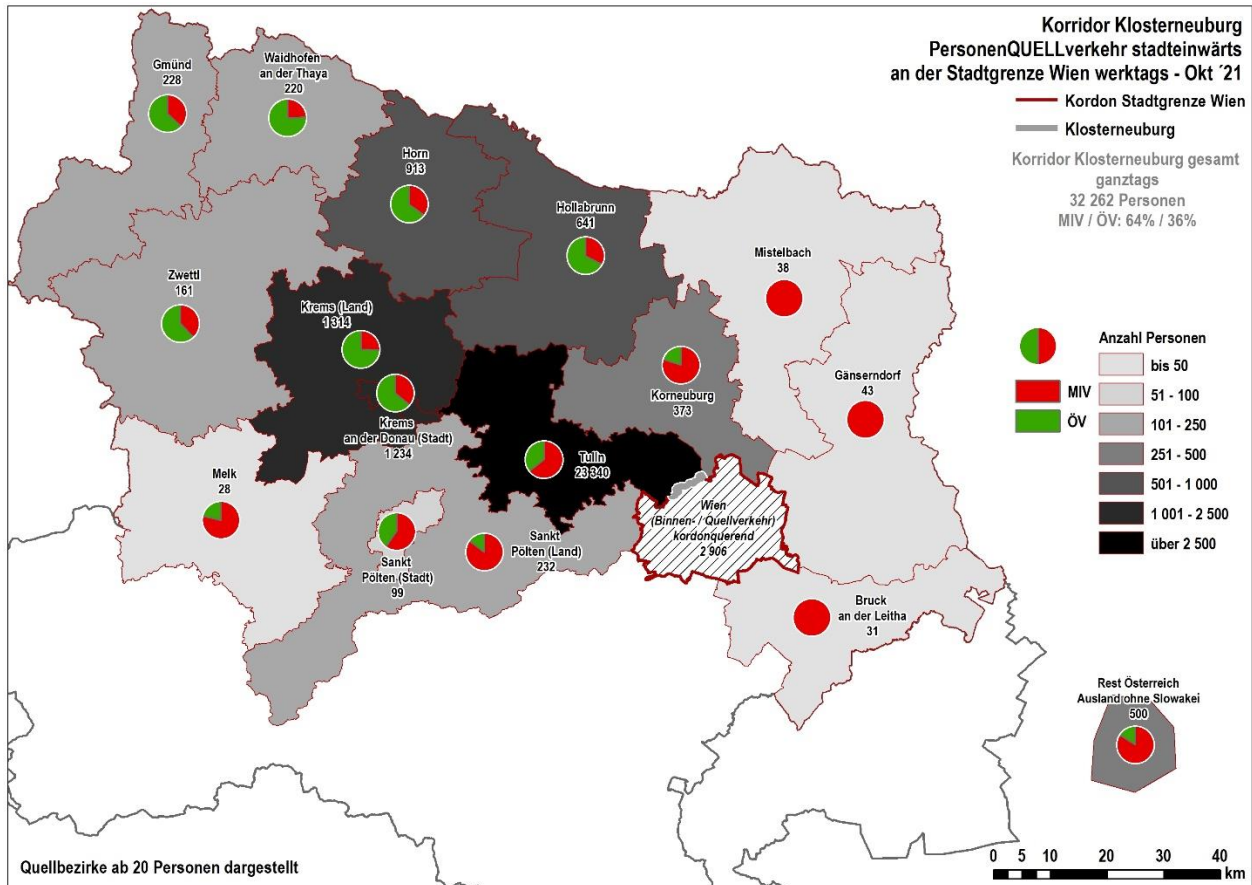 Korridor Klosterneuburg
PersonenQUELLverkehr stadteinwärts
an der Stadtgrenze Wien werktags - Okt ´21
Kordon Stadtgrenze Wien
Klosterneuburg
Korridor Klosterneuburg gesamt
ganztags
32 262 Personen
MIV / ÖV: 64% / 36%
Gmünd
228
Waidhofen
an der Thaya
220
Horn
913
Hollabrunn
641
Mistelbach
38
Zwettl
161
Krems (Land)
1 314
Krems
an der Donau (Stadt)
1 234
Korneuburg
373
Gänserndorf
43
Melk
28
Tulln
23 340
Sankt
Pölten (Stadt)
99
Sankt
Pölten (Land)
232
Wien
(Binnen- / Quellverkehr)
kordonquerend
2 906
Bruck
an der Leitha
31
Rest Österreich
Ausland ohne Slowakei
500
MIV
ÖV
Anzahl Personen
bis 50
51 - 100
101 - 250
251 - 500
501 - 1 000
1 001 - 2 500
über 2 500
Quellbezirke ab 20 Personen dargestellt
0 5 10 20 30 40
km